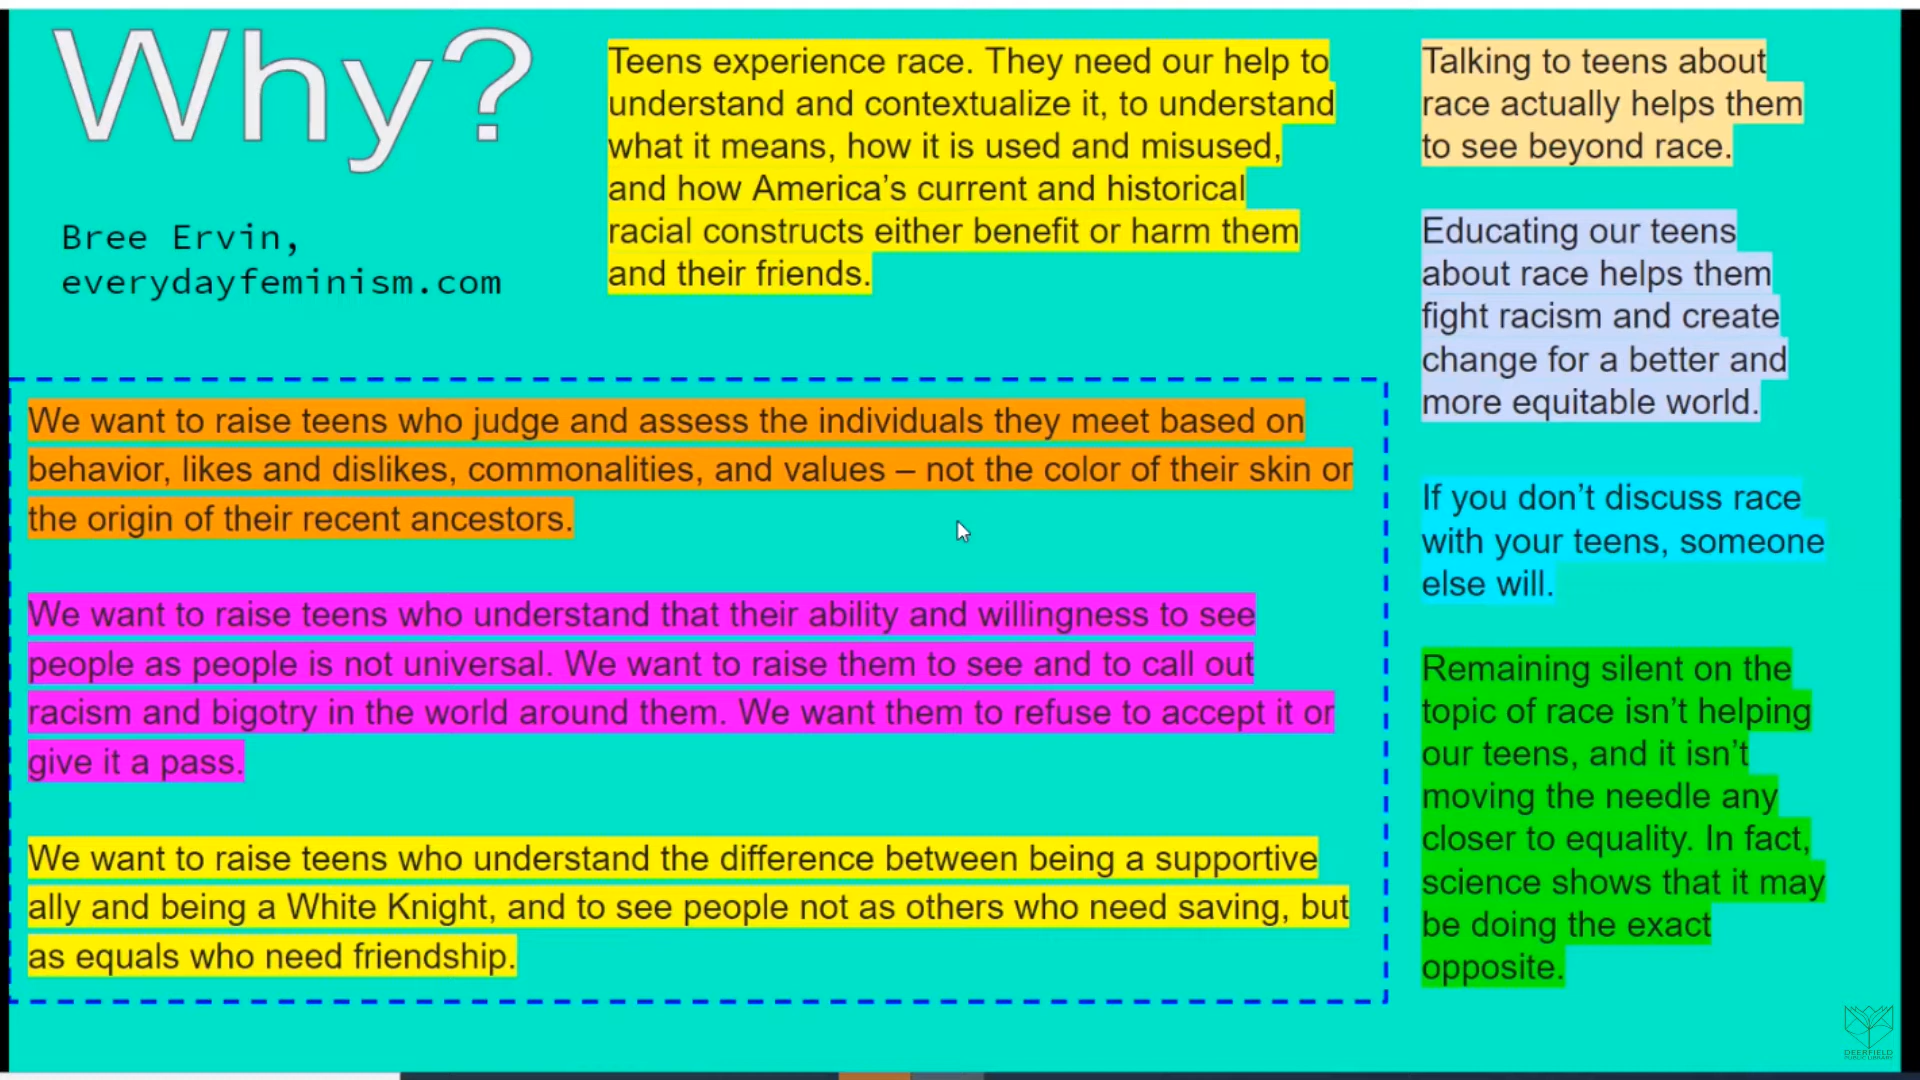 Why?
Bree Ervin,
everydayfeminism.com
Teens experience race. They need our help to
understand and contextualize it, to understand
what it means, how it is used and misused,
and how America’s current and historical
racial constructs either benefit or harm them
and their friends.
We want to raise teens who judge and assess the individuals they meet based on
behavior, likes and dislikes, commonalities, and values – not the color of their skin or
the origin of their recent ancestors.
We want to raise teens who understand that their ability and willingness to see
people as people is not universal. We want to raise them to see and to call out
racism and bigotry in the world around them. We want them to refuse to accept it or
give it a pass.
We want to raise teens who understand the difference between being a supportive
ally and being a White Knight, and to see people not as others who need saving, but
as equals who need friendship.
Talking to teens about
race actually helps them
to see beyond race.
Educating our teens
about race helps them
fight racism and create
change for a better and
more equitable world.
If you don’t discuss race
with your teens, someone
else will.
Remaining silent on the
topic of race isn’t helping
our teens, and it isn’t
moving the needle any
closer to equality. In fact,
science shows that it may
be doing the exact
opposite.
DEERFIELD
PUBLIC LIBRARY